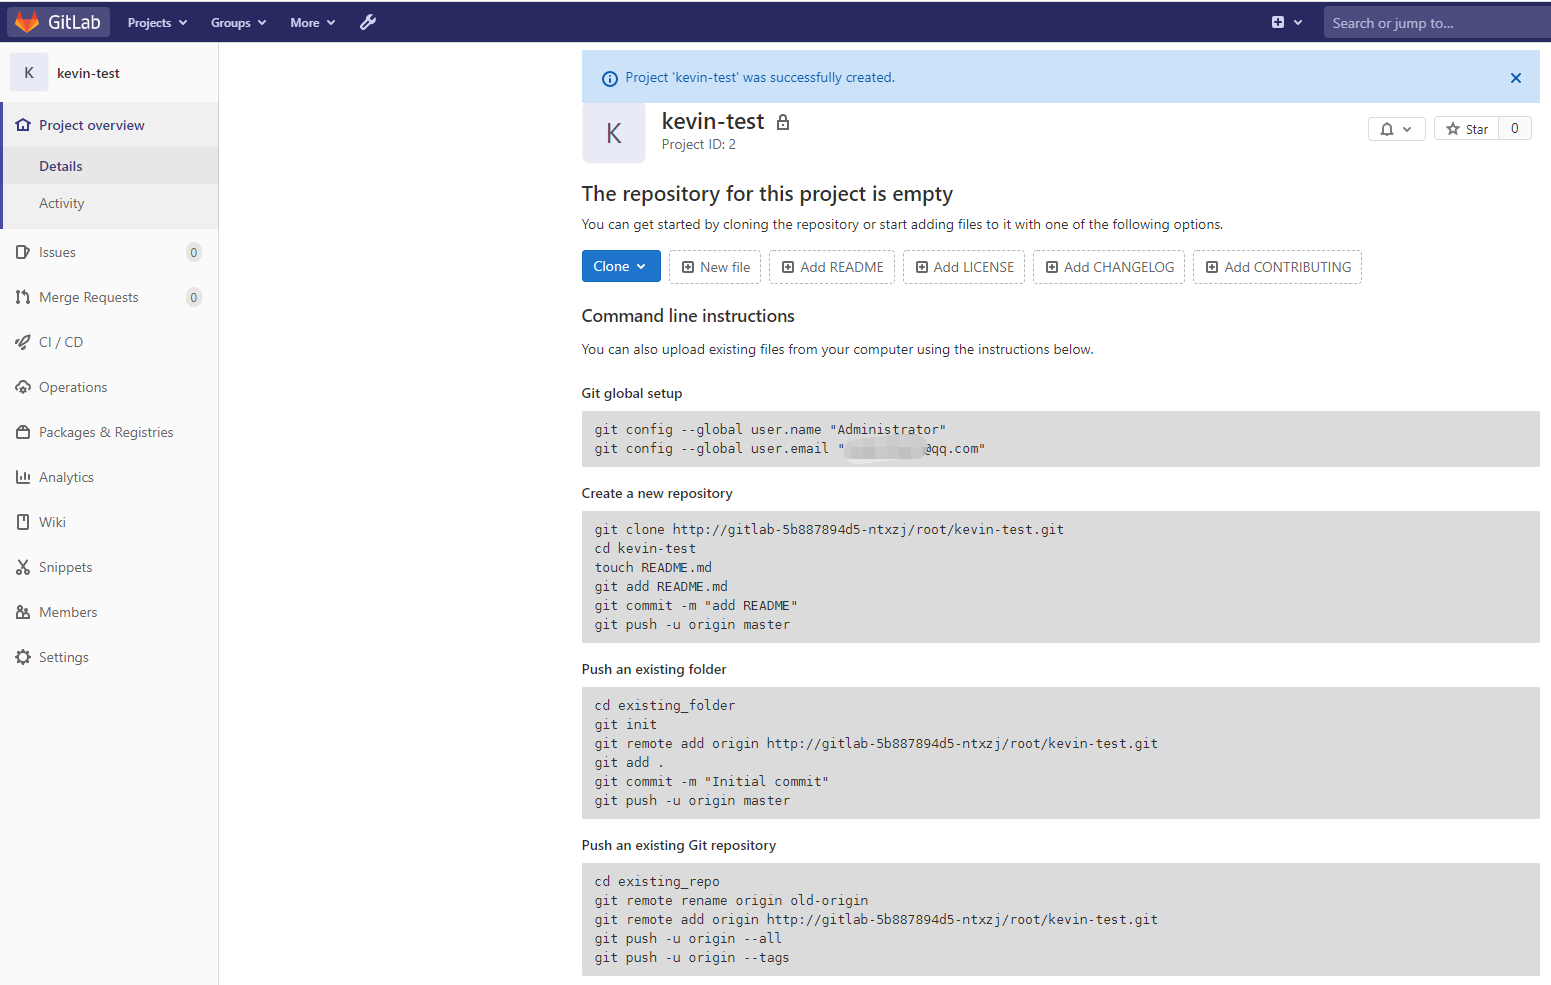 GitLab Projects Groups More Search or jump to...
K kevin-test
Project overview
Details
Activity
Issues 0
Merge Requests 0
CI / CD
Operations
Packages & Registries
Analytics
Wiki
Snippets
Members
Settings
Project 'kevin-test' was successfully created.
K
kevin-test
Project ID: 2
Star 0
The repository for this project is empty
You can get started by cloning the repository or start adding files to it with one of the following options.
Clone New file Add README Add LICENSE Add CHANGELOG Add CONTRIBUTING
Command line instructions
You can also upload existing files from your computer using the instructions below.
Git global setup
git config --global user.name "Administrator"
git config --global user.email "@qq.com"
Create a new repository
git clone http://gitlab-5b887894d5-ntxzj/root/kevin-test.git
cd kevin-test
touch README.md
git add README.md
git commit -m "add README"
git push -u origin master
Push an existing folder
cd existing_folder
git init
git remote add origin http://gitlab-5b887894d5-ntxzj/root/kevin-test.git
git add .
git commit -m "Initial commit"
git push -u origin master
Push an existing Git repository
cd existing_repo
git remote rename origin old-origin
git remote add origin http://gitlab-5b887894d5-ntxzj/root/kevin-test.git
git push -u origin --all
git push -u origin --tags